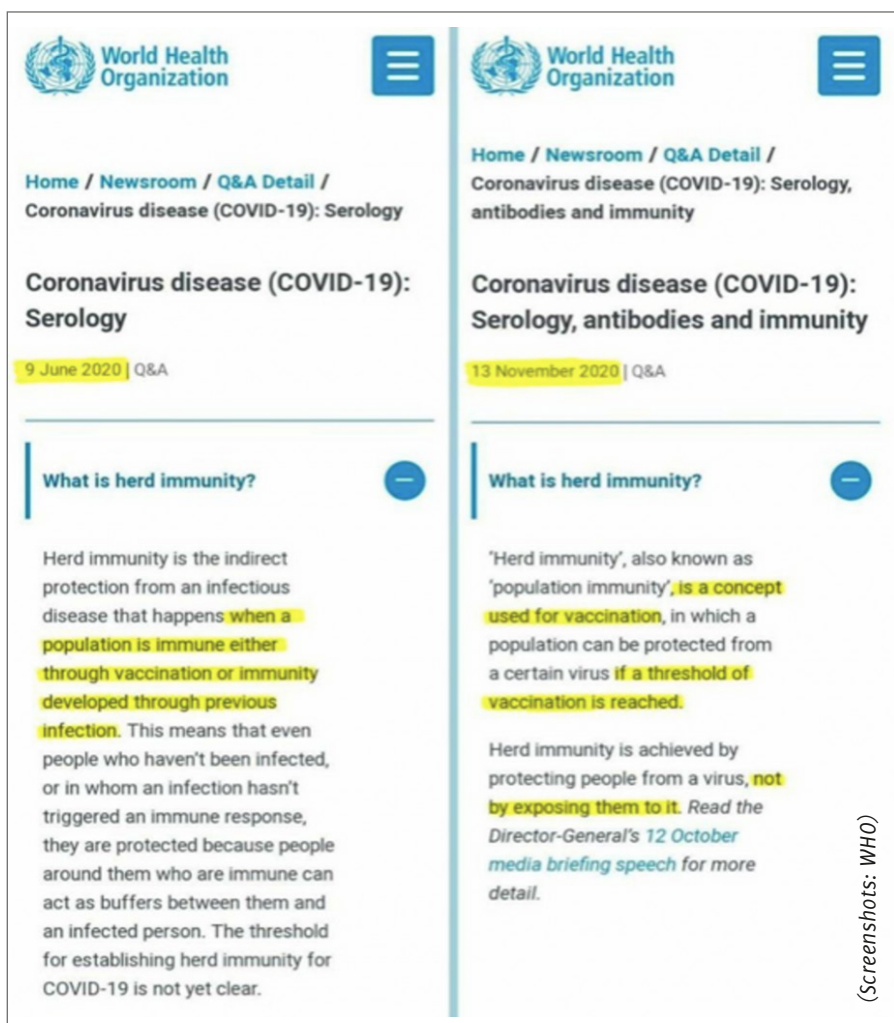 World Health
Organization
Home / Newsroom / Q&A Detail /
Coronavirus disease (COVID-19): Serology
Coronavirus disease (COVID-19):
Serology
9 June 2020 | Q&A
What is herd immunity?
Herd immunity is the indirect
protection from an infectious
disease that happens when a
population is immune either
through vaccination or immunity
developed through previous
infection. This means that even
people who haven't been infected,
or in whom an infection hasn't
triggered an immune response,
they are protected because people
around them who are immune can
act as buffers between them and
an infected person. The threshold
for establishing herd immunity for
COVID-19 is not yet clear.
World Health
Organization
Home / Newsroom / Q&A Detail /
Coronavirus disease (COVID-19): Serology,
antibodies and immunity
Coronavirus disease (COVID-19):
Serology, antibodies and immunity
13 November 2020 | Q&A
What is herd immunity?
'Herd immunity', also known as
'population immunity', is a concept
used for vaccination, in which a
population can be protected from
a certain virus if a threshold of
vaccination is reached.
Herd immunity is achieved by
protecting people from a virus, not
by exposing them to it. Read the
Director-General's 12 October
media briefing speech for more
detail.
(Screenshots: WHO)